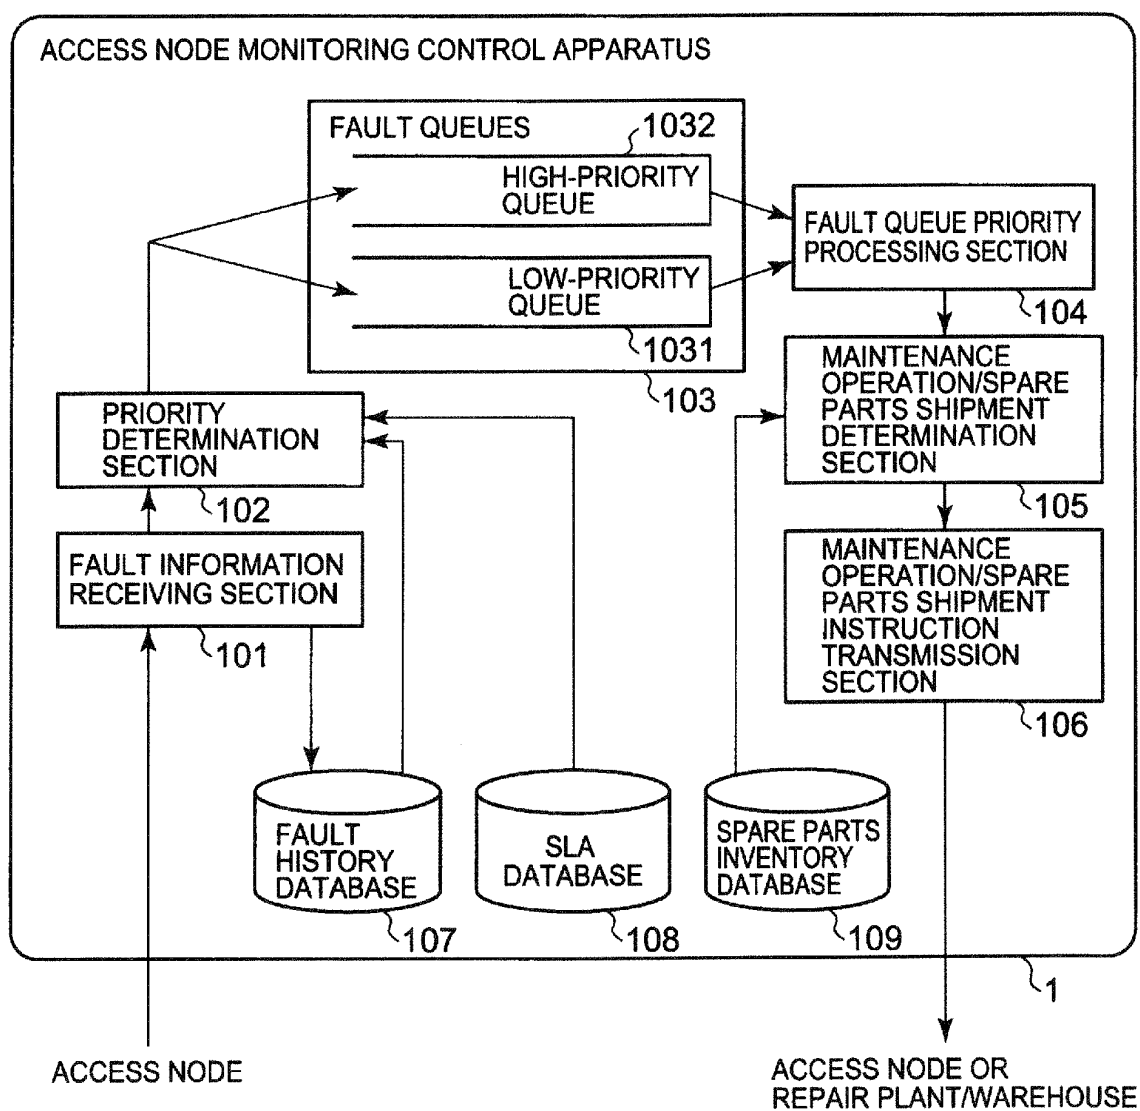 ACCESS NODE MONITORING CONTROL APPARATUS
FAULT QUEUES
1032
HIGH-PRIORITY
QUEUE
LOW-PRIORITY
QUEUE
1031
103
FAULT QUEUE PRIORITY
PROCESSING SECTION
104
MAINTENANCE
OPERATION/SPARE
PARTS SHIPMENT
DETERMINATION
SECTION
105
PRIORITY
DETERMINATION
SECTION
102
FAULT INFORMATION
RECEIVING SECTION
101
MAINTENANCE
OPERATION/SPARE
PARTS SHIPMENT
INSTRUCTION
TRANSMISSION
SECTION
106
FAULT
HISTORY
DATABASE
107
SLA
DATABASE
108
SPARE PARTS
INVENTORY
DATABASE
109
1
ACCESS NODE
ACCESS NODE OR
REPAIR PLANT/WAREHOUSE